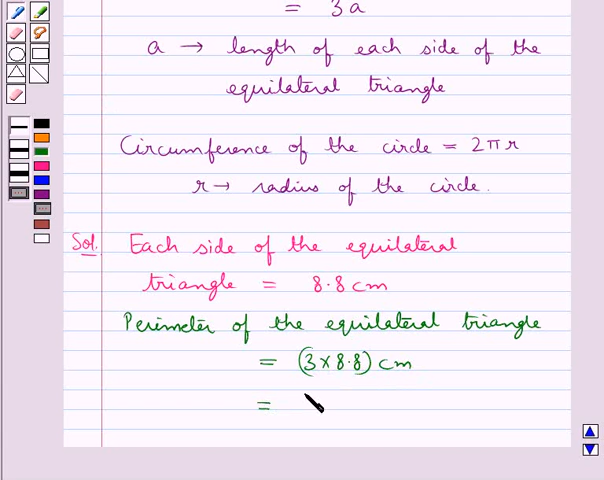 = 3a
a → length of each side of the
equilateral triangle
Circumference of the circle = 2πr
r → radius of the circle.
Sol. Each side of the equilateral
triangle = 8.8 cm
Perimeter of the equilateral triangle
= (3 × 8.8) cm
=